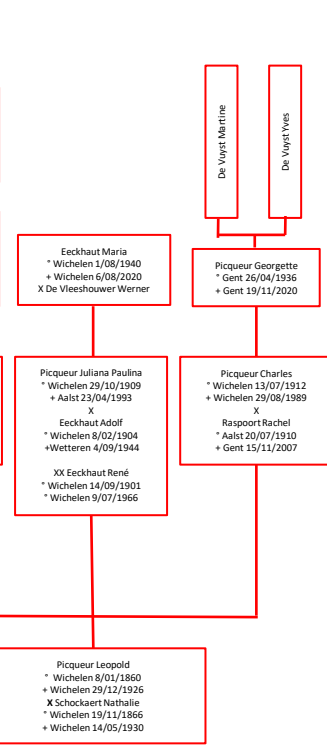 De Vuyst Martine
De Vuyst Yves
Eeckhaut Maria
° Wichelen 1/08/1940
+ Wichelen 6/08/2020
X De Vleeshouwer Werner
Picqueur Georgette
° Gent 26/04/1936
+ Gent 19/11/2020
Picqueur Juliana Paulina
° Wichelen 29/10/1909
+ Aalst 23/04/1993
X
Eeckhaut Adolf
° Wichelen 8/02/1904
+Wetteren 4/09/1944
XX Eeckhaut René
° Wichelen 14/09/1901
° Wichelen 9/07/1966
Picqueur Charles
° Wichelen 13/07/1912
+ Wichelen 29/08/1989
X
Raspoort Rachel
° Aalst 20/07/1910
+ Gent 15/11/2007
Picqueur Leopold
° Wichelen 8/01/1860
+ Wichelen 29/12/1926
X Schockaert Nathalie
° Wichelen 19/11/1866
+ Wichelen 14/05/1930